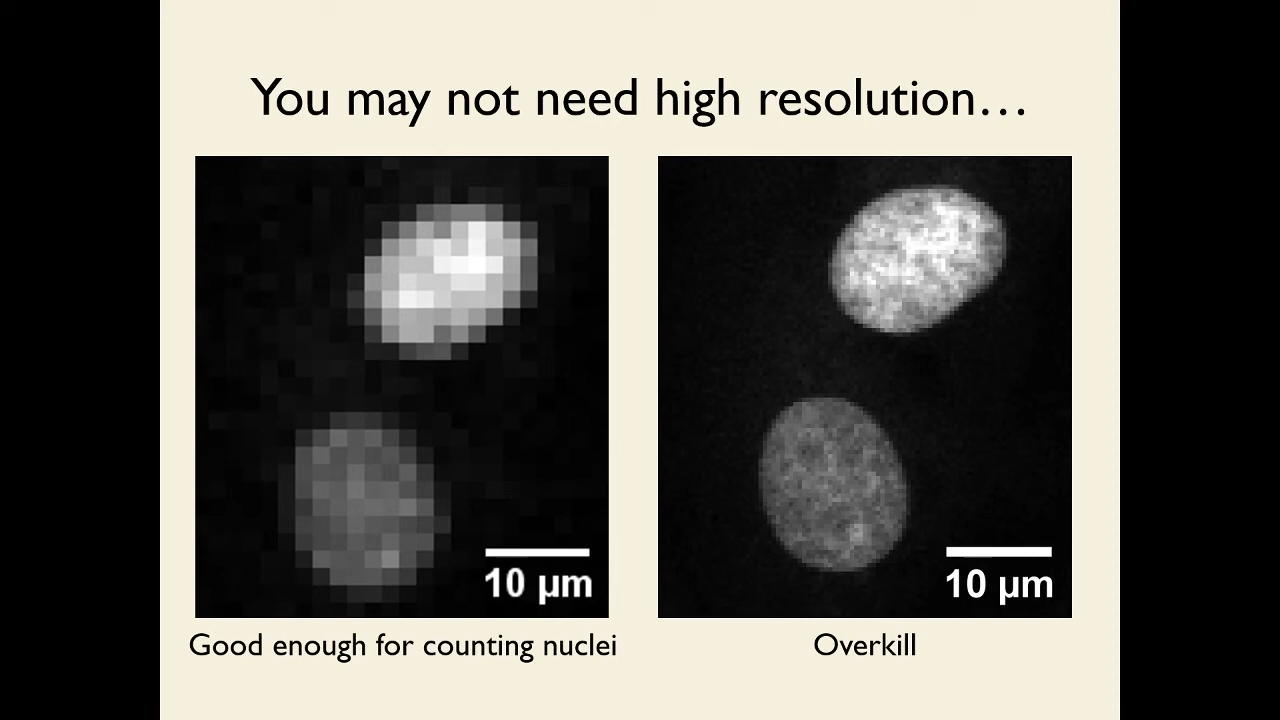 You may not need high resolution…
10 µm
10 µm
Good enough for counting nuclei
Overkill